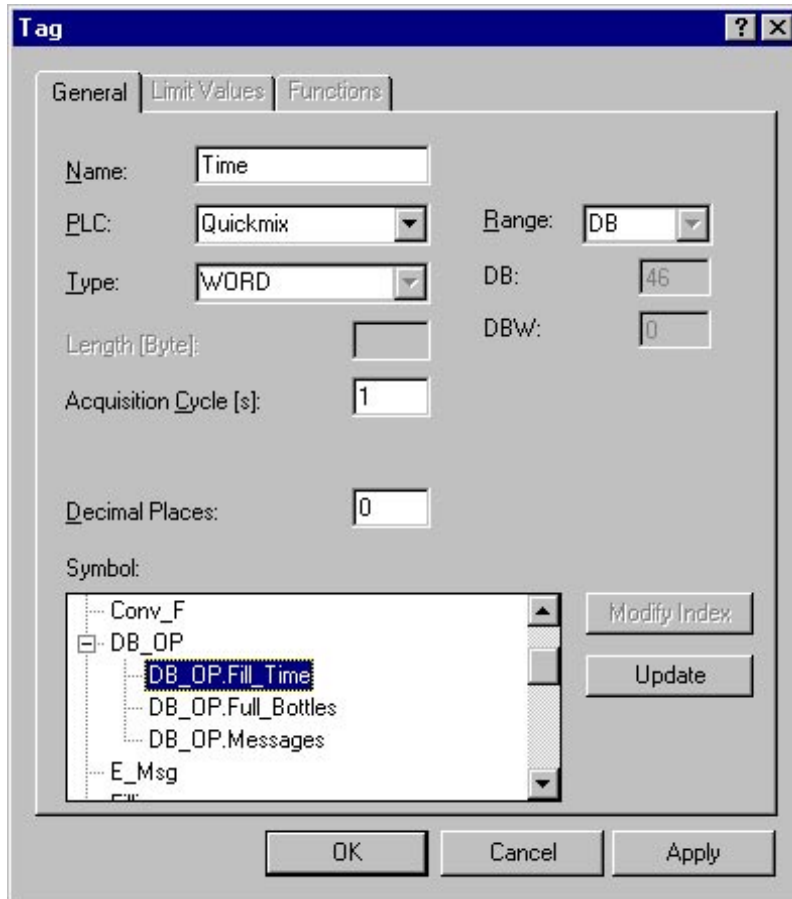 Tag
General Limit Values Functions
Name: Time
PLC: Quickmix Range: DB
Type: WORD DB: 46
Length [Byte]: DBW: 0
Acquisition Cycle [s]: 1
Decimal Places: 0
Symbol:
Conv_F Modify Index
DB_OP
DB_OP.Fill_Time Update
DB_OP.Full_Bottles
DB_OP.Messages
E_Msg
OK Cancel Apply